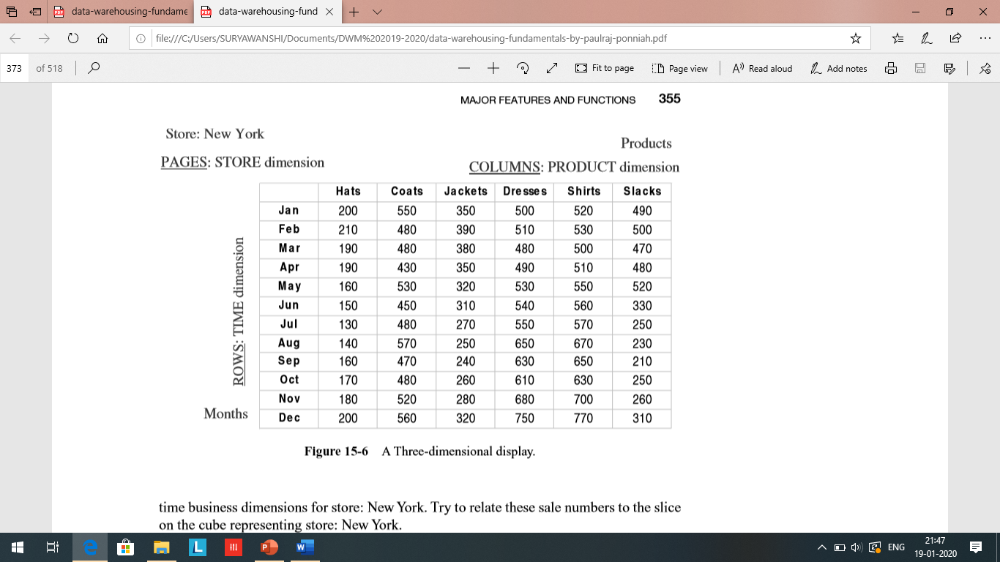 data-warehousing-fundame
data-warehousing-fund
file:///C:/Users/SURYAWANSHI/Documents/DWM%202019-2020/data-warehousing-fundamentals-by-paulraj-ponniah.pdf
373 of 518 Fit to page Page view Read aloud Add notes
MAJOR FEATURES AND FUNCTIONS 355
Store: New York
Products
PAGES: STORE dimension
COLUMNS: PRODUCT dimension
Hats Coats Jackets Dresses Shirts Slacks
Jan 200 550 350 500 520 490
Feb 210 480 390 510 530 500
Mar 190 480 380 480 500 470
Apr 190 430 350 490 510 480
May 160 530 320 530 550 520
Jun 150 450 310 540 560 330
Jul 130 480 270 550 570 250
Aug 140 570 250 650 670 230
Sep 160 470 240 630 650 210
Oct 170 480 260 610 630 250
Nov 180 520 280 680 700 260
Dec 200 560 320 750 770 310
ROWS: TIME dimension
Months
Figure 15-6 A Three-dimensional display.
time business dimensions for store: New York. Try to relate these sale numbers to the slice
on the cube representing store: New York.
ENG
21:47
19-01-2020